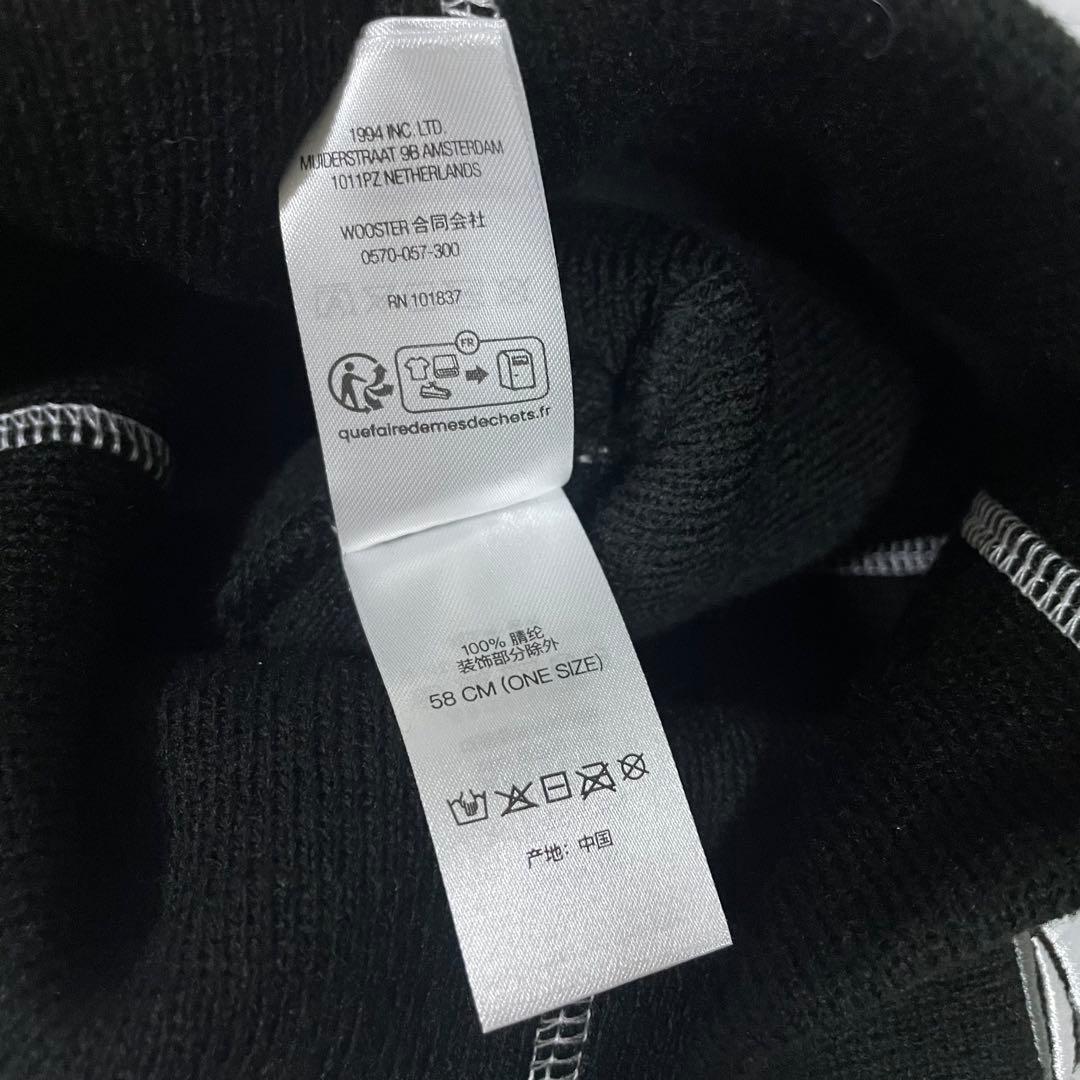 1994 INC. LTD.
MUIDERSTRAAT 9B AMSTERDAM
1011PZ NETHERLANDS
WOOSTER 合同会社
0570-057-300
RN 101837
FR
quefairedemesdechets.fr
100% 腈纶
装饰部分除外
58 CM (ONE SIZE)
产地: 中国